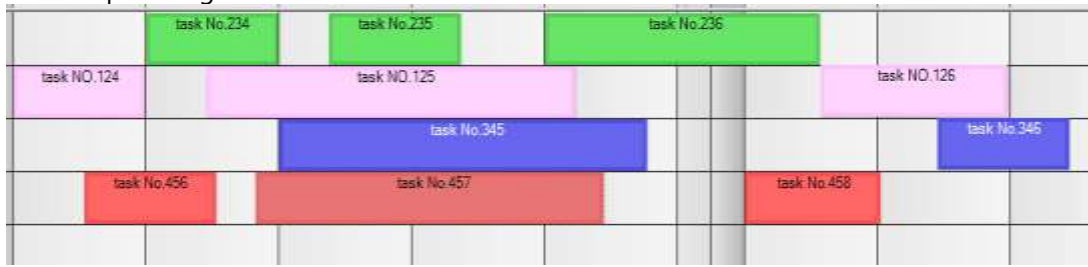 task No.234
task No.235
task No.236
task NO.124
task NO.125
task NO.126
task No.345
task No.346
task No.456
task No.457
task No.458